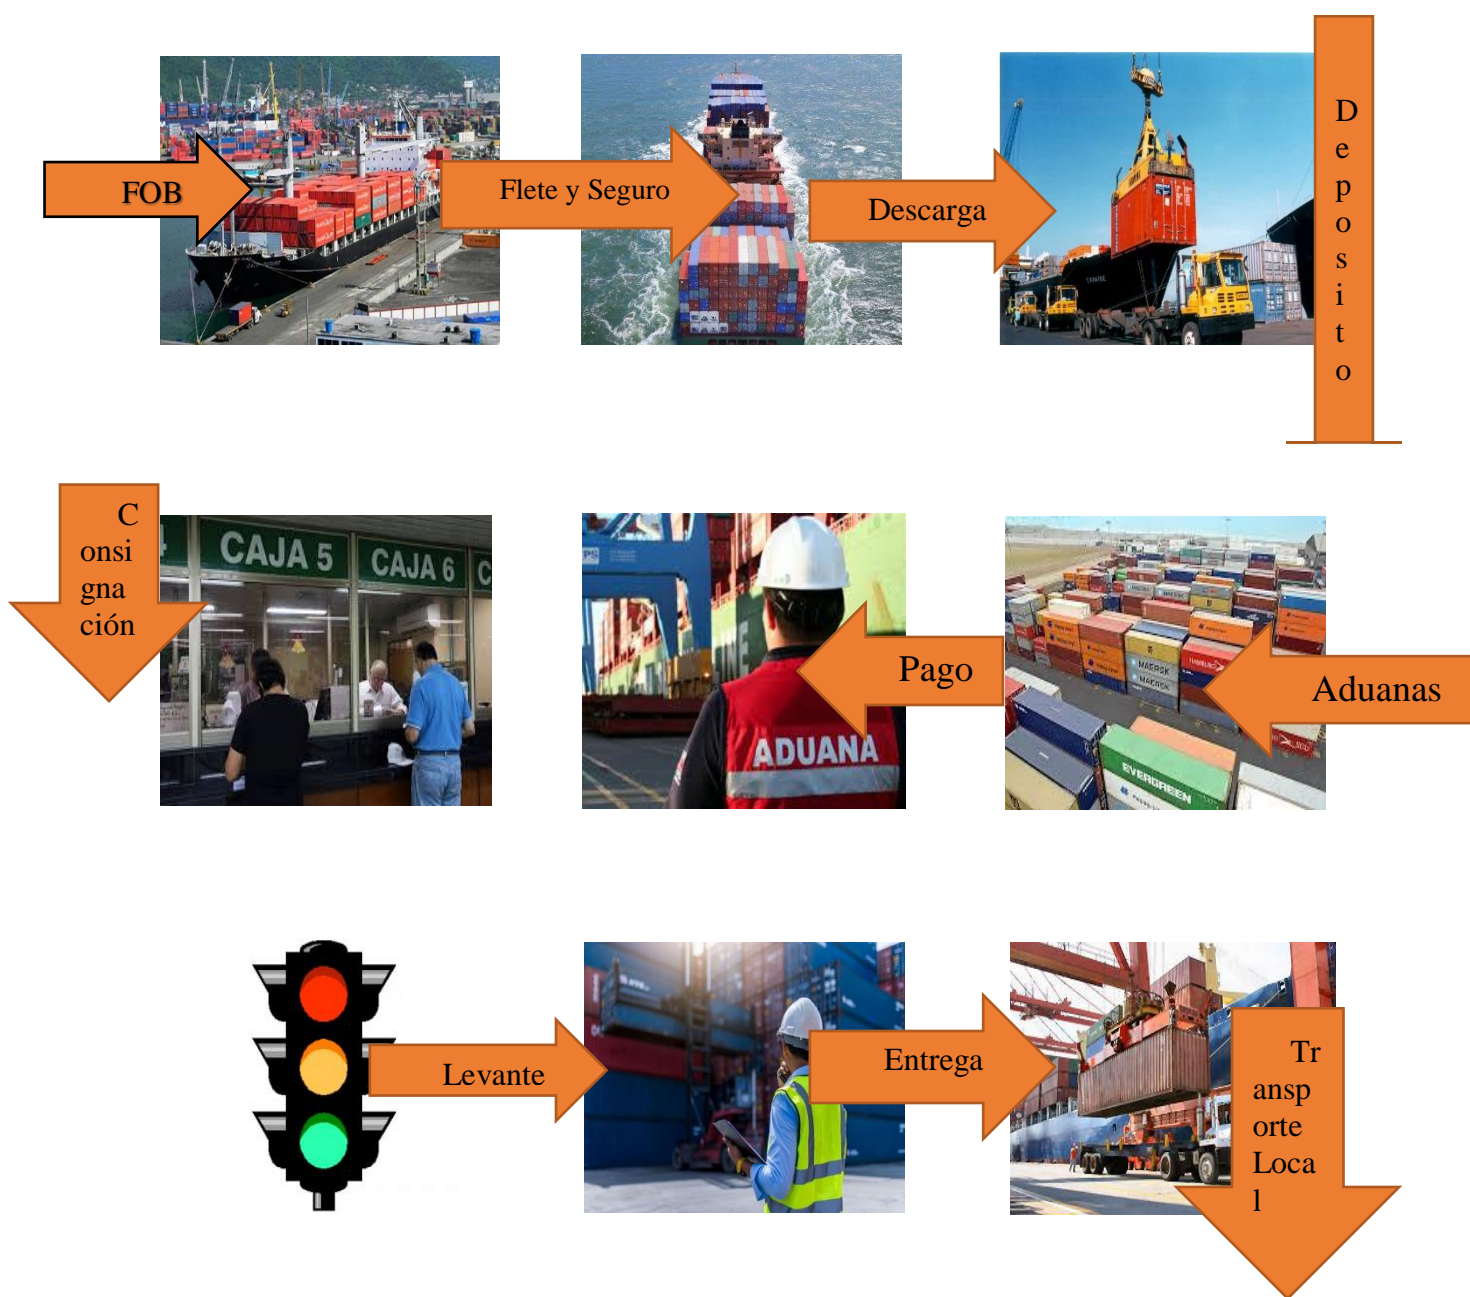 FOB
Flete y Seguro
Descarga
D
e
p
o
s
i
t
o
C
onsi
gna
ción
CAJA 5
CAJA 6
C
ADUANA
Pago
MAERSK
MAERSK
MAERSK
EVERGREEN
Aduanas
Levante
Entrega
Tr
ansp
orte
Loca
l